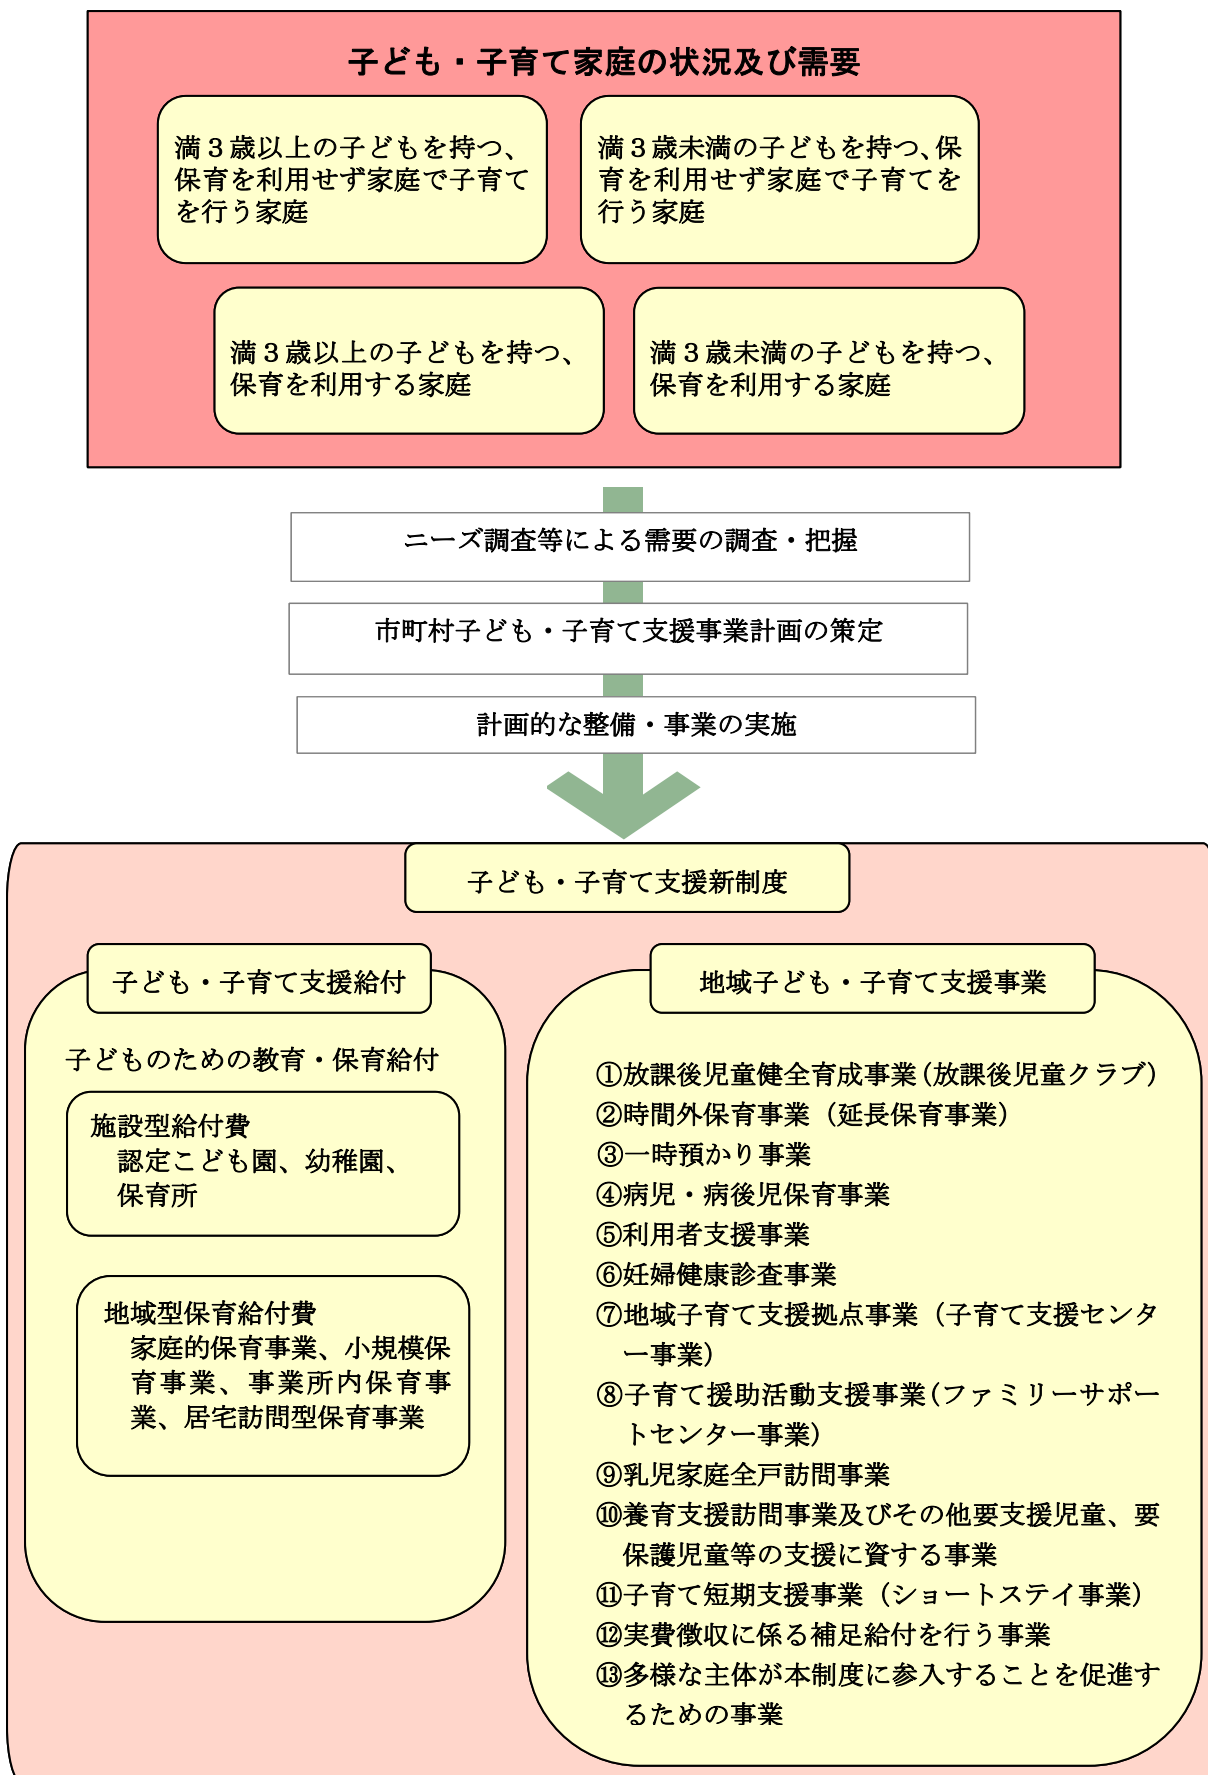 子ども・子育て家庭の状況及び需要
満３歳以上の子どもを持つ、
保育を利用せず家庭で子育て
を行う家庭
満３歳未満の子どもを持つ、保
育を利用せず家庭で子育てを
行う家庭
満３歳以上の子どもを持つ、
保育を利用する家庭
満３歳未満の子どもを持つ、
保育を利用する家庭
ニーズ調査等による需要の調査・把握
市町村子ども・子育て支援事業計画の策定
計画的な整備・事業の実施
子ども・子育て支援新制度
子ども・子育て支援給付
子どものための教育・保育給付
施設型給付費
認定こども園、幼稚園、
保育所
地域型保育給付費
家庭的保育事業、小規模保
育事業、事業所内保育事
業、居宅訪問型保育事業
地域子ども・子育て支援事業
①放課後児童健全育成事業（放課後児童クラブ）
②時間外保育事業（延長保育事業）
③一時預かり事業
④病児・病後児保育事業
⑤利用者支援事業
⑥妊婦健康診査事業
⑦地域子育て支援拠点事業（子育て支援センタ
ー事業）
⑧子育て援助活動支援事業（ファミリーサポー
トセンター事業）
⑨乳児家庭全戸訪問事業
⑩養育支援訪問事業及びその他要支援児童、要
保護児童等の支援に資する事業
⑪子育て短期支援事業（ショートステイ事業）
⑫実費徴収に係る補足給付を行う事業
⑬多様な主体が本制度に参入することを促進す
るための事業